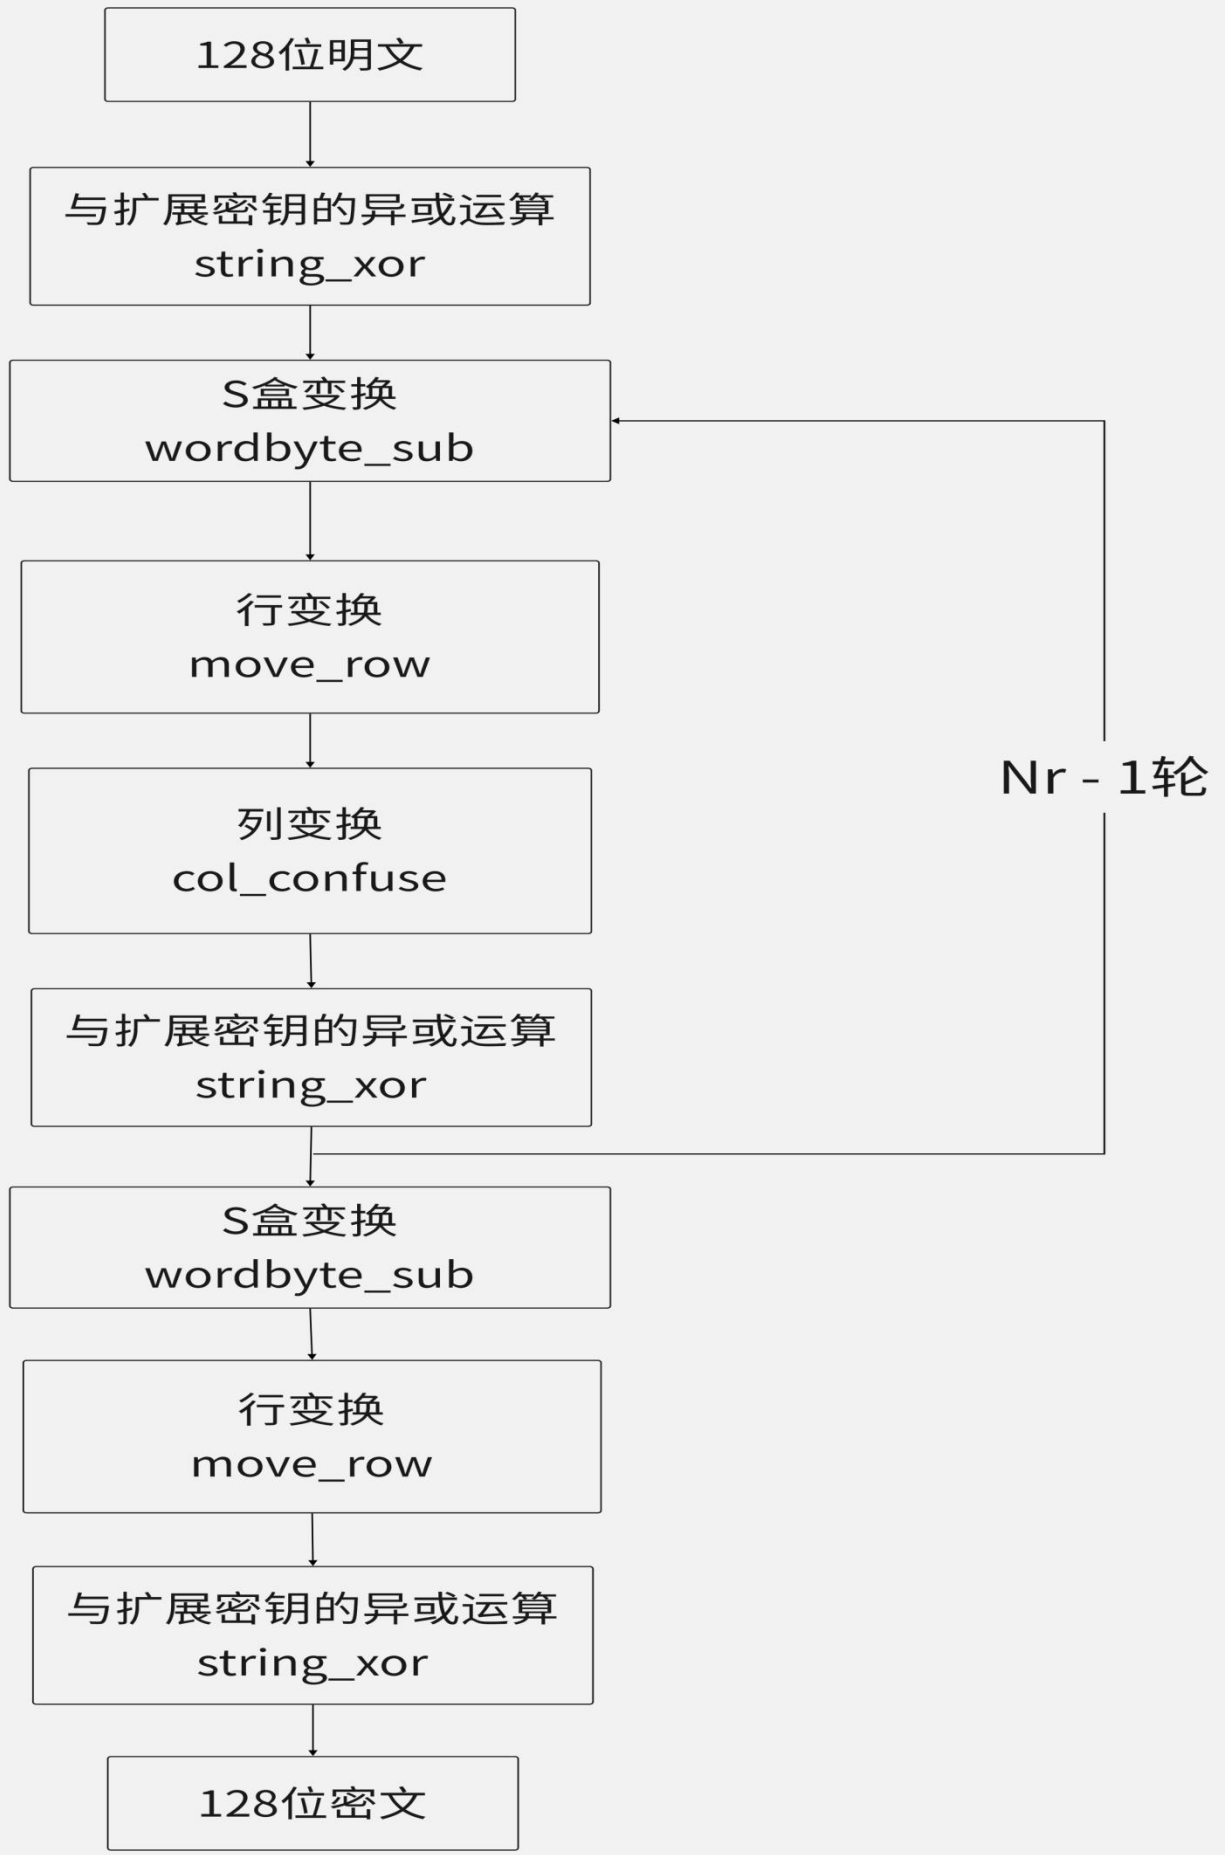 128位明文
与扩展密钥的异或运算
string_xor
S盒变换
wordbyte_sub
行变换
move_row
列变换
col_confuse
与扩展密钥的异或运算
string_xor
Nr - 1轮
S盒变换
wordbyte_sub
行变换
move_row
与扩展密钥的异或运算
string_xor
128位密文